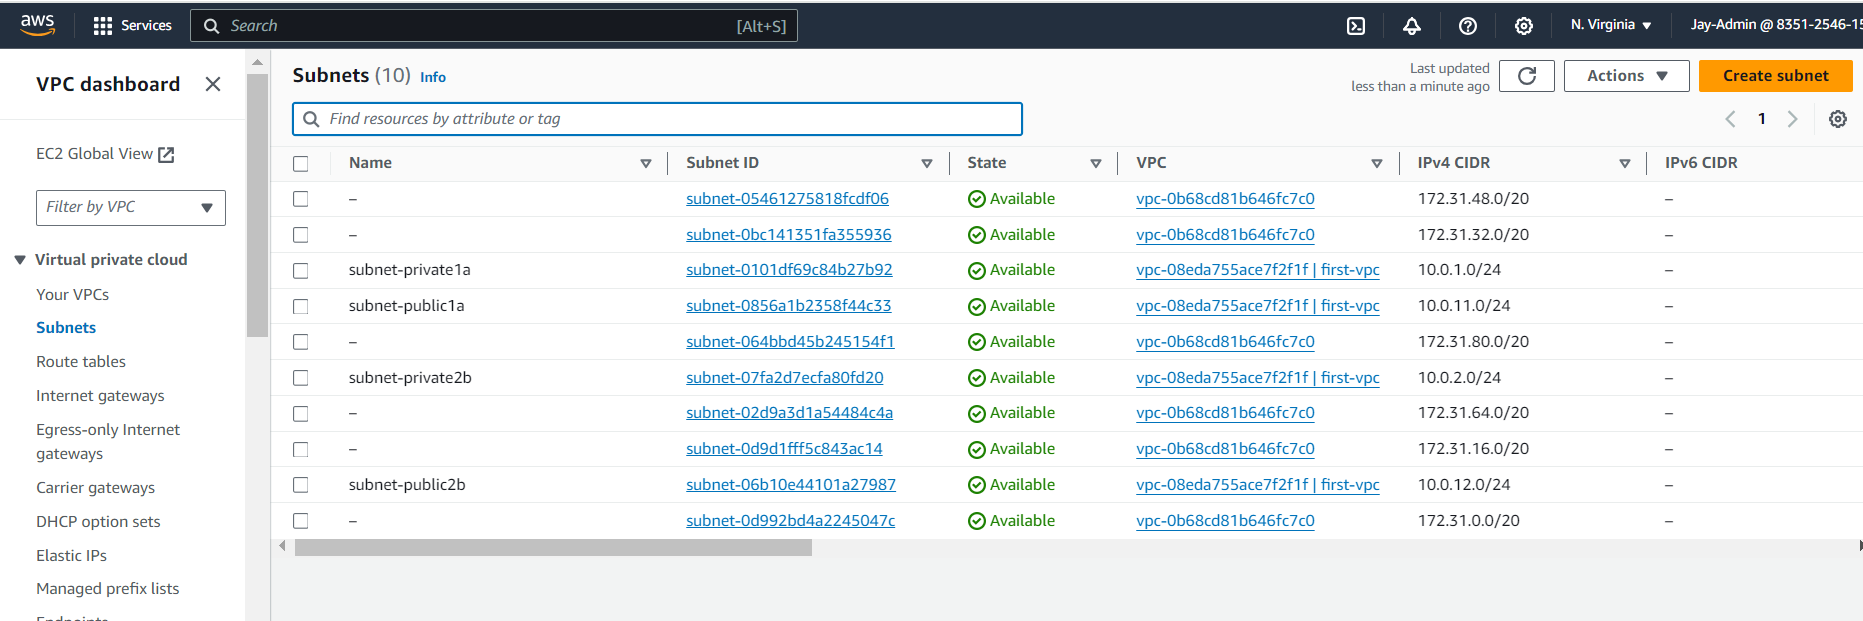 aws
Services
Search [Alt+S]
N. Virginia
Jay-Admin @ 8351-2546-15
VPC dashboard
EC2 Global View
Filter by VPC
Virtual private cloud
Your VPCs
Subnets
Route tables
Internet gateways
Egress-only Internet
gateways
Carrier gateways
DHCP option sets
Elastic IPs
Managed prefix lists
Endpoints
Subnets (10) Info
Last updated
less than a minute ago
Actions
Create subnet
Find resources by attribute or tag
1
Name Subnet ID State VPC IPv4 CIDR IPv6 CIDR
– subnet-05461275818fcdf06 Available vpc-0b68cd81b646fc7c0 172.31.48.0/20 –
– subnet-0bc141351fa355936 Available vpc-0b68cd81b646fc7c0 172.31.32.0/20 –
subnet-private1a subnet-0101df69c84b27b92 Available vpc-08eda755ace7f2f1f | first-vpc 10.0.1.0/24 –
subnet-public1a subnet-0856a1b2358f44c33 Available vpc-08eda755ace7f2f1f | first-vpc 10.0.11.0/24 –
– subnet-064bbd45b245154f1 Available vpc-0b68cd81b646fc7c0 172.31.80.0/20 –
subnet-private2b subnet-07fa2d7ecfa80fd20 Available vpc-08eda755ace7f2f1f | first-vpc 10.0.2.0/24 –
– subnet-02d9a3d1a54484c4a Available vpc-0b68cd81b646fc7c0 172.31.64.0/20 –
– subnet-0d9d1fff5c843ac14 Available vpc-0b68cd81b646fc7c0 172.31.16.0/20 –
subnet-public2b subnet-06b10e44101a27987 Available vpc-08eda755ace7f2f1f | first-vpc 10.0.12.0/24 –
– subnet-0d992bd4a2245047c Available vpc-0b68cd81b646fc7c0 172.31.0.0/20 –